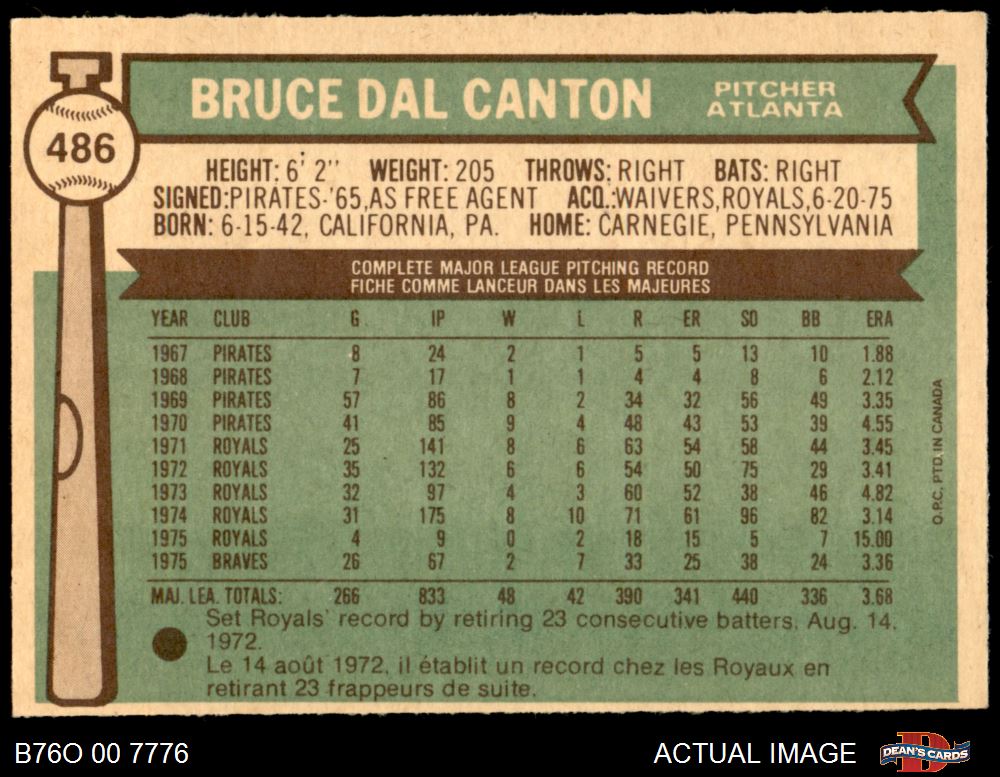 486
BRUCE DAL CANTON
PITCHER
ATLANTA
HEIGHT: 6' 2'' WEIGHT: 205 THROWS: RIGHT BATS: RIGHT
SIGNED:PIRATES-'65,AS FREE AGENT ACQ.:WAIVERS,ROYALS,6-20-75
BORN: 6-15-42, CALIFORNIA, PA. HOME: CARNEGIE, PENNSYLVANIA
COMPLETE MAJOR LEAGUE PITCHING RECORD
FICHE COMME LANCEUR DANS LES MAJEURES
YEAR CLUB G IP W L R ER SO BB ERA
1967 PIRATES 8 24 2 1 5 5 13 10 1.88
1968 PIRATES 7 17 1 1 4 4 8 6 2.12
1969 PIRATES 57 86 8 2 34 32 56 49 3.35
1970 PIRATES 41 85 9 4 48 43 53 39 4.55
1971 ROYALS 25 141 8 6 63 54 58 44 3.45
1972 ROYALS 35 132 6 6 54 50 75 29 3.41
1973 ROYALS 32 97 4 3 60 52 38 46 4.82
1974 ROYALS 31 175 8 10 71 61 96 82 3.14
1975 ROYALS 4 9 0 2 18 15 5 7 15.00
1975 BRAVES 26 67 2 7 33 25 38 24 3.36
MAJ. LEA. TOTALS: 266 833 48 42 390 341 440 336 3.68
Set Royals' record by retiring 23 consecutive batters, Aug. 14,
1972.
Le 14 août 1972, il établit un record chez les Royaux en
retirant 23 frappeurs de suite.
O.P.C. PTD. IN CANADA
B76O 00 7776
ACTUAL IMAGE
D
DEAN'S CARDS